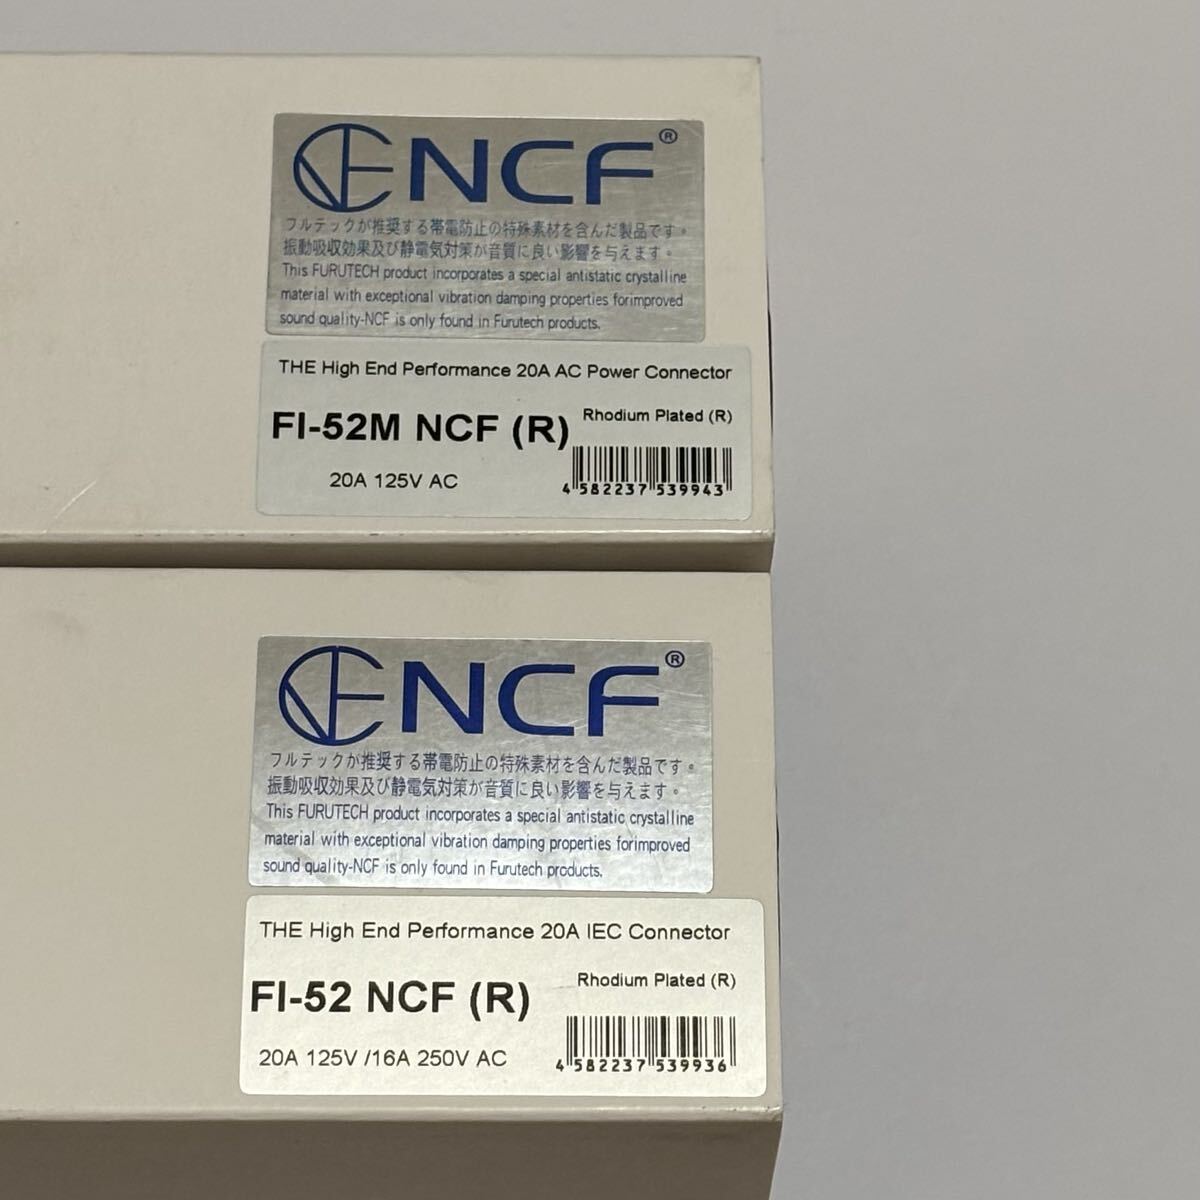 NCF®
フルテックが推奨する帯電防止の特殊素材を含んだ製品です。
振動吸収効果及び静電気対策が音質に良い影響を与えます。
This FURUTECH product incorporates a special antistatic crystalline
material with exceptional vibration damping properties forimproved
sound quality-NCF is only found in Furutech products.
THE High End Performance 20A AC Power Connector
FI-52M NCF (R)
Rhodium Plated (R)
20A 125V AC
4 582237 539943
NCF®
フルテックが推奨する帯電防止の特殊素材を含んだ製品です。
振動吸収効果及び静電気対策が音質に良い影響を与えます。
This FURUTECH product incorporates a special antistatic crystalline
material with exceptional vibration damping properties forimproved
sound quality-NCF is only found in Furutech products.
THE High End Performance 20A IEC Connector
Rhodium Plated (R)
FI-52 NCF (R)
20A 125V /16A 250V AC
4 582237 539936